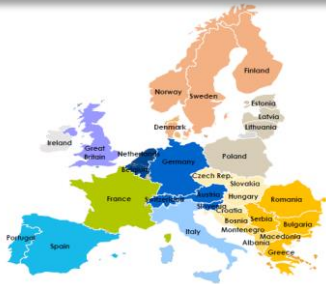 Finland
Norway
Sweden
Estonia
Latvia
Denmark
Lithuania
Ireland
Great
Britain
Netherlands
Poland
Germany
Czech Rep.
Slovakia
France
Austria
Hungary
Romania
Slovenia
Croatia
Bosnia
Serbia
Italy
Bulgaria
Montenegro
Macedonia
Albania
Portugal
Spain
Greece